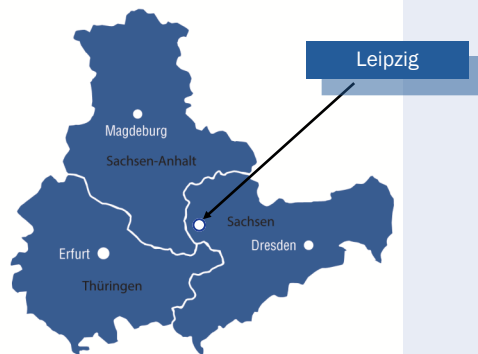 Leipzig
Magdeburg
Sachsen-Anhalt
Sachsen
Dresden
Erfurt
Thüringen